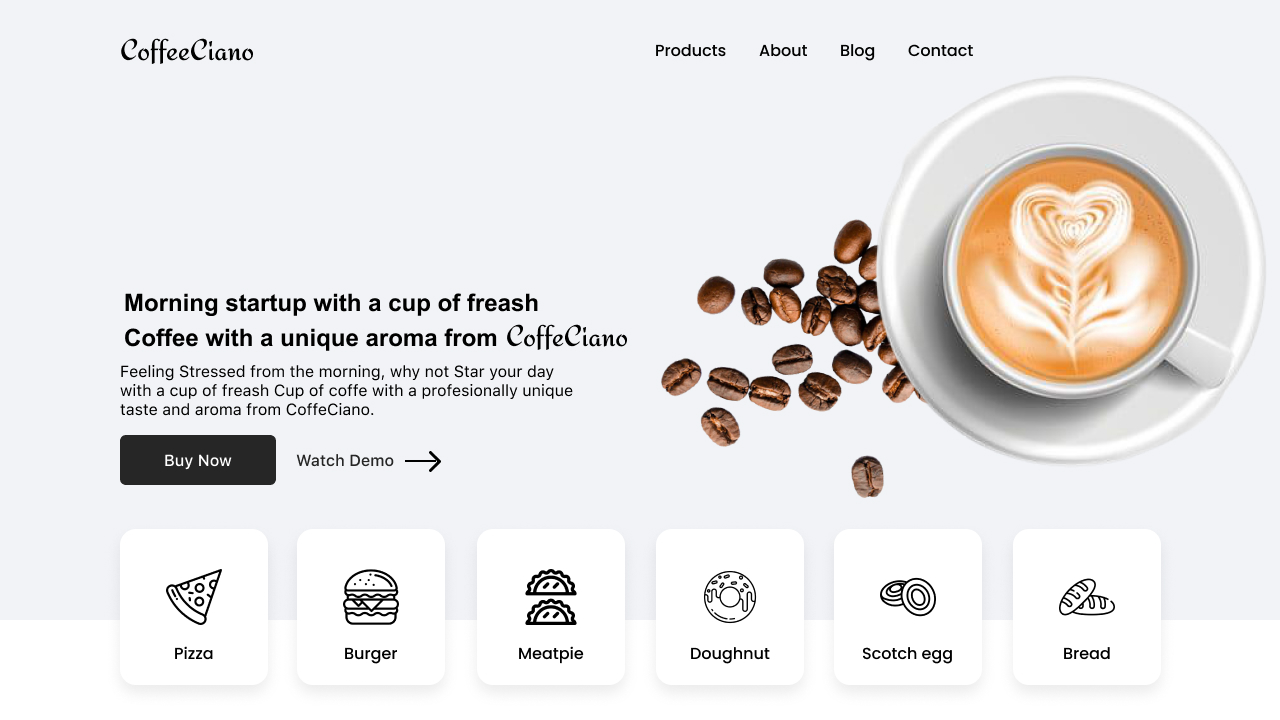 CoffeeCiano
Products About Blog Contact
Morning startup with a cup of freash
Coffee with a unique aroma from CoffeCiano
Feeling Stressed from the morning, why not Star your day
with a cup of freash Cup of coffe with a profesionally unique
taste and aroma from CoffeCiano.
Buy Now Watch Demo
Pizza Burger Meatpie Doughnut Scotch egg Bread